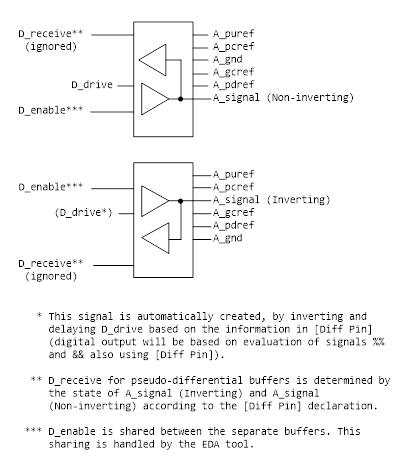 D_receive**
(ignored)
D_drive
D_enable***
A_puref
A_pcref
A_gnd
A_gcref
A_pdref
A_signal (Non-inverting)
D_enable***
(D_drive*)
D_receive**
(ignored)
A_puref
A_pcref
A_signal (Inverting)
A_gcref
A_pdref
A_gnd
* This signal is automatically created, by inverting and
delaying D_drive based on the information in [Diff Pin]
(digital output will be based on evaluation of signals %%
and && also using [Diff Pin]).
** D_receive for pseudo-differential buffers is determined by
the state of A_signal (Inverting) and A_signal
(Non-inverting) according to the [Diff Pin] declaration.
*** D_enable is shared between the separate buffers. This
sharing is handled by the EDA tool.